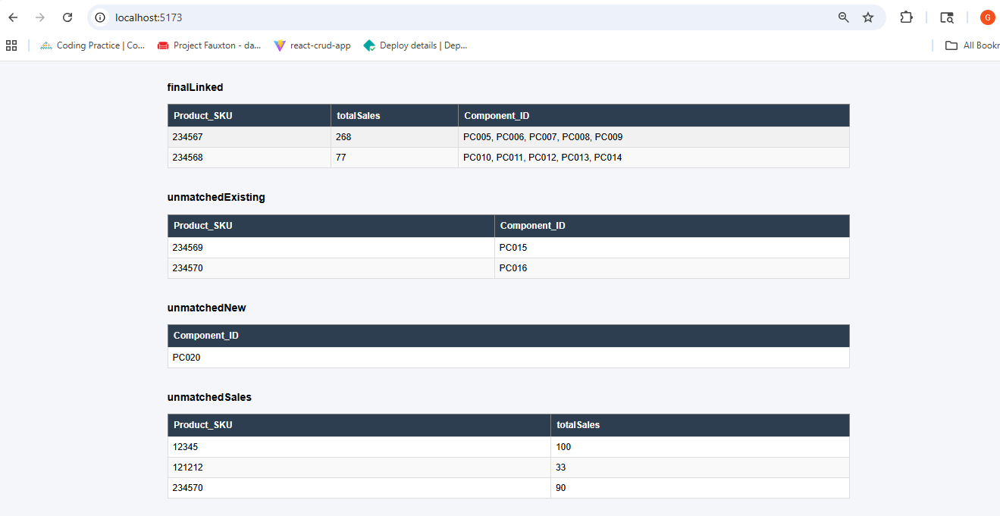 localhost:5173
G
Coding Practice | Co... Project Fauxton - da... react-crud-app Deploy details | Dep... All Bookr
finalLinked
Product_SKU totalSales Component_ID
234567 268 PC005, PC006, PC007, PC008, PC009
234568 77 PC010, PC011, PC012, PC013, PC014
unmatchedExisting
Product_SKU Component_ID
234569 PC015
234570 PC016
unmatchedNew
Component_ID
PC020
unmatchedSales
Product_SKU totalSales
12345 100
121212 33
234570 90